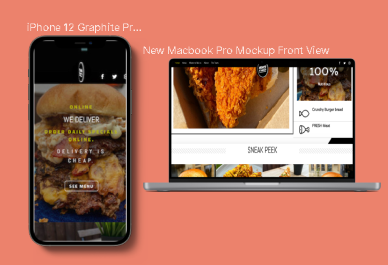 iPhone 12 Graphite Pr...
New Macbook Pro Mockup Front View
ONLINE
WE DELIVER
ORDER DAILY SPECIALS
ONLINE.
DELIVERY IS
CHEAP
SEE MENU
100%
Crunchy Burger Bread
FRESH Meat
SNEAK PEEK